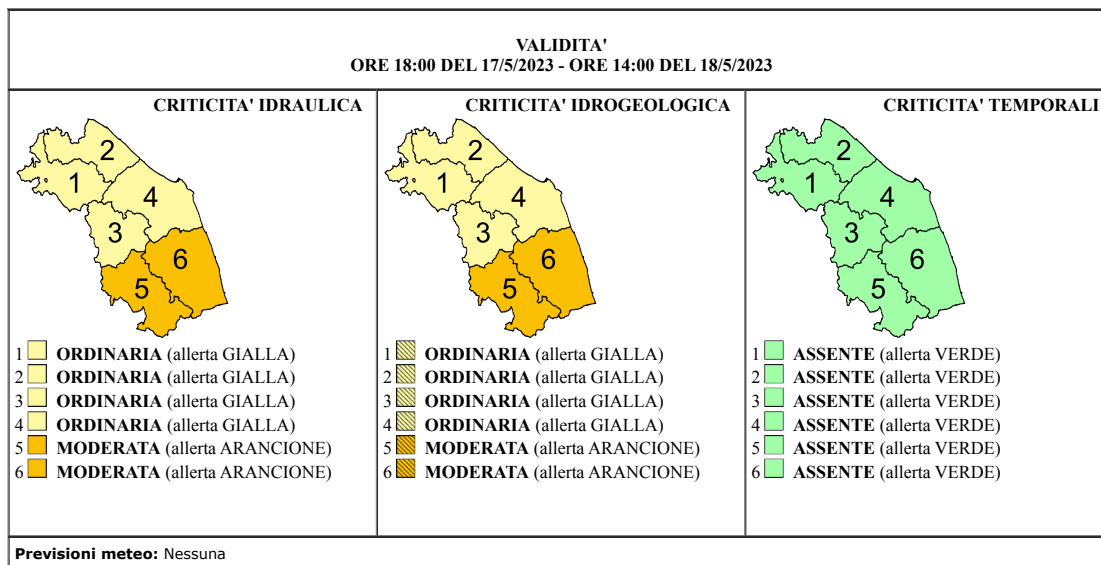 VALIDITA'
ORE 18:00 DEL 17/5/2023 - ORE 14:00 DEL 18/5/2023
CRITICITA' IDRAULICA
2
1
4
3
6
5
1 ORDINARIA (allerta GIALLA)
2 ORDINARIA (allerta GIALLA)
3 ORDINARIA (allerta GIALLA)
4 ORDINARIA (allerta GIALLA)
5 MODERATA (allerta ARANCIONE)
6 MODERATA (allerta ARANCIONE)
CRITICITA' IDROGEOLOGICA
2
1
4
3
6
5
1 ORDINARIA (allerta GIALLA)
2 ORDINARIA (allerta GIALLA)
3 ORDINARIA (allerta GIALLA)
4 ORDINARIA (allerta GIALLA)
5 MODERATA (allerta ARANCIONE)
6 MODERATA (allerta ARANCIONE)
CRITICITA' TEMPORALI
2
1
4
3
6
5
1 ASSENTE (allerta VERDE)
2 ASSENTE (allerta VERDE)
3 ASSENTE (allerta VERDE)
4 ASSENTE (allerta VERDE)
5 ASSENTE (allerta VERDE)
6 ASSENTE (allerta VERDE)
Previsioni meteo: Nessuna